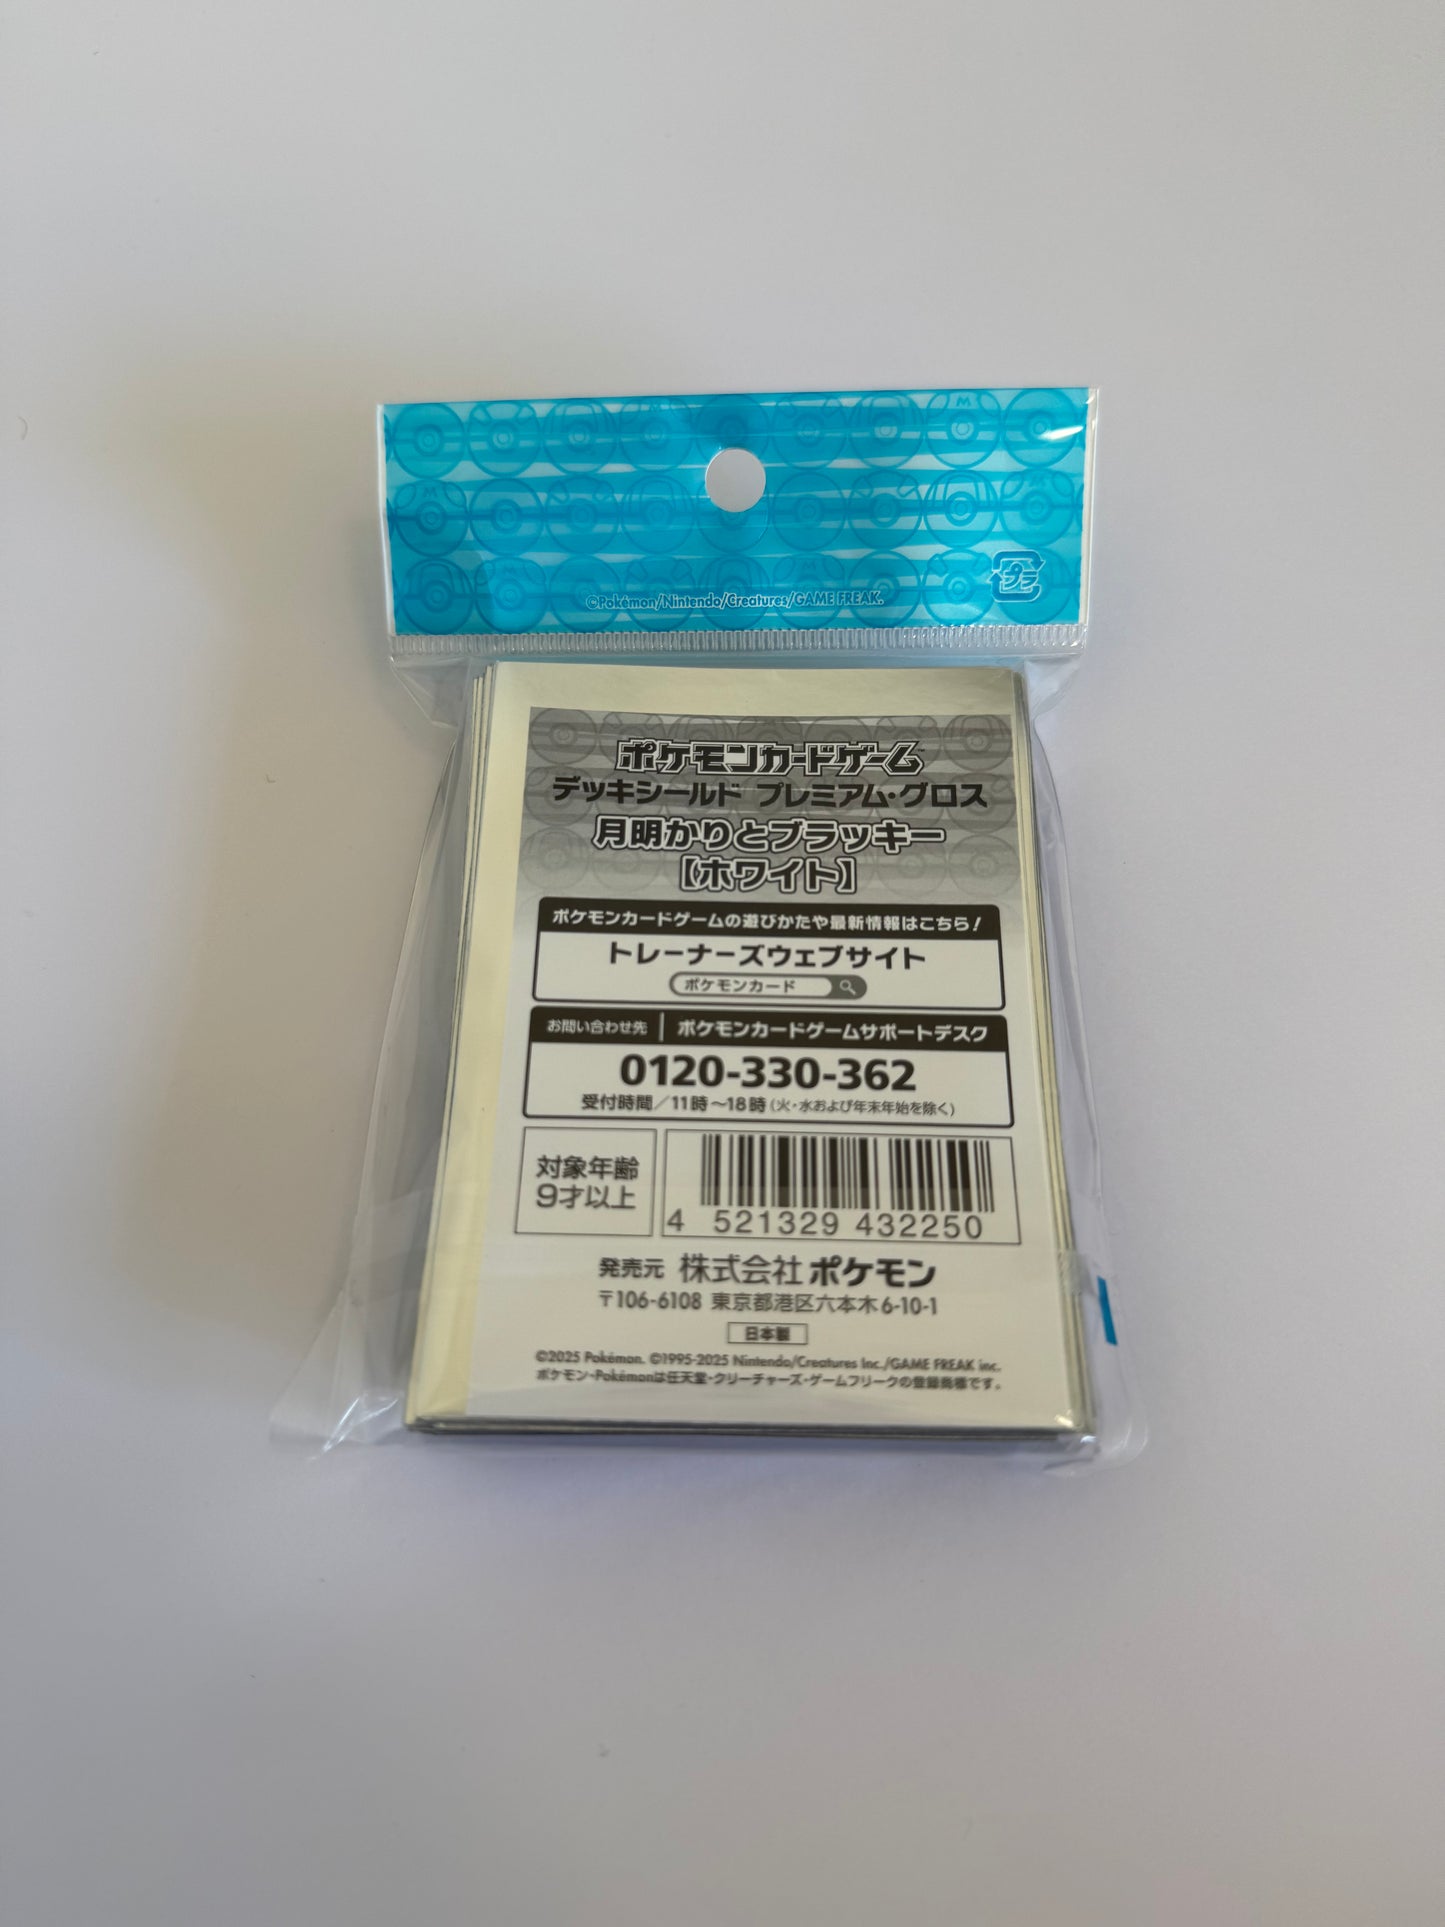 ©Pokémon/Nintendo/Creatures/GAME FREAK.
プラ
ポケモンカードゲーム
デッキシールド プレミアム・グロス
月明かりとブラッキー
【ホワイト】
ポケモンカードゲームの遊びかたや最新情報はこちら！
トレーナーズウェブサイト
ポケモンカード
お問い合わせ先 ポケモンカードゲームサポートデスク
0120-330-362
受付時間／11時～18時（火・水および年末年始を除く）
対象年齢
9才以上
4 521329 432250
発売元 株式会社ポケモン
〒106-6108 東京都港区六本木6-10-1
日本製
©2025 Pokémon. ©1995-2025 Nintendo/Creatures Inc./GAME FREAK inc.
ポケモン・Pokémonは任天堂・クリーチャーズ・ゲームフリークの登録商標です。